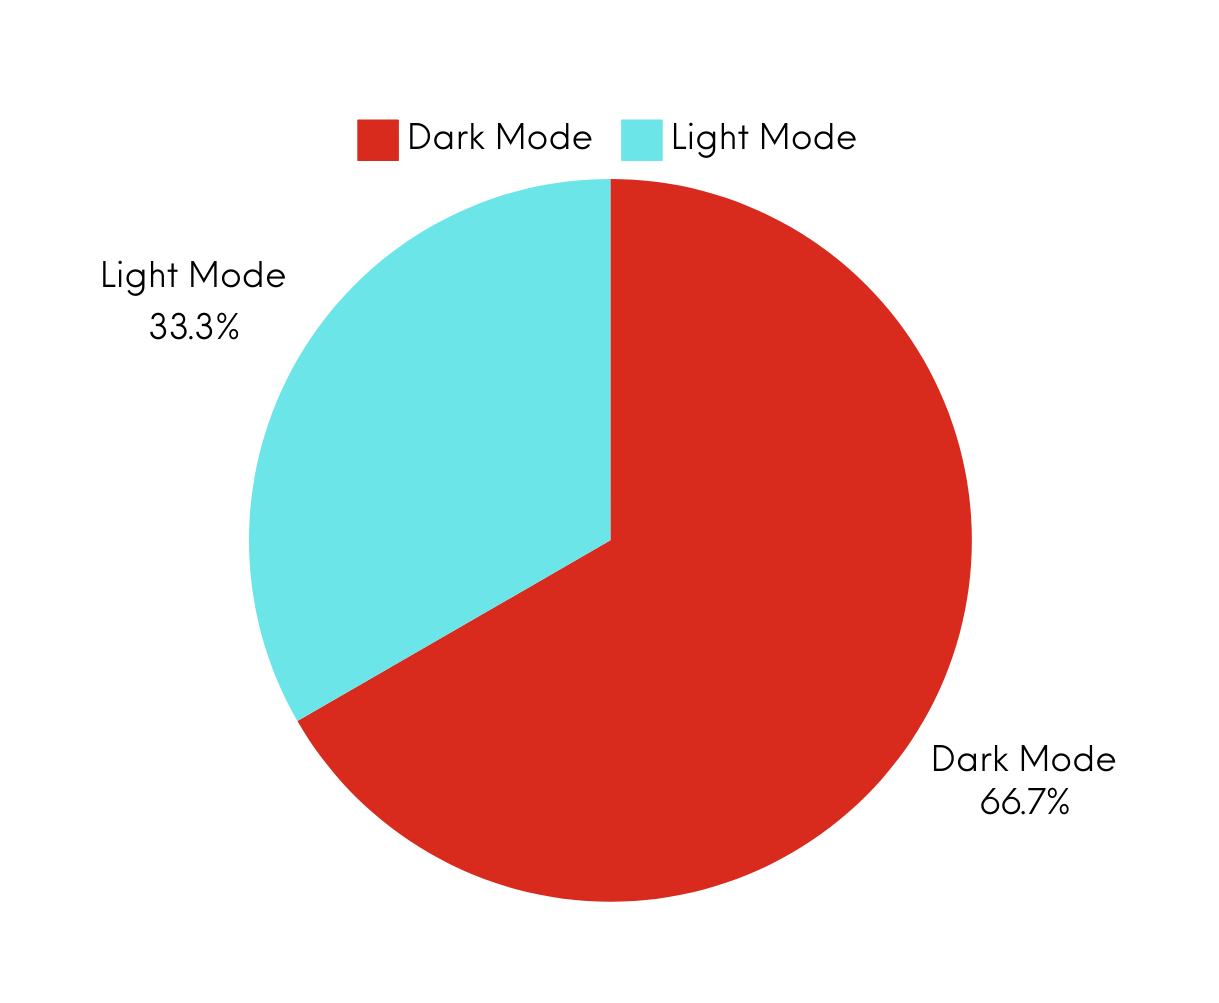 Dark Mode Light Mode
Light Mode
33.3%
Dark Mode
66.7%